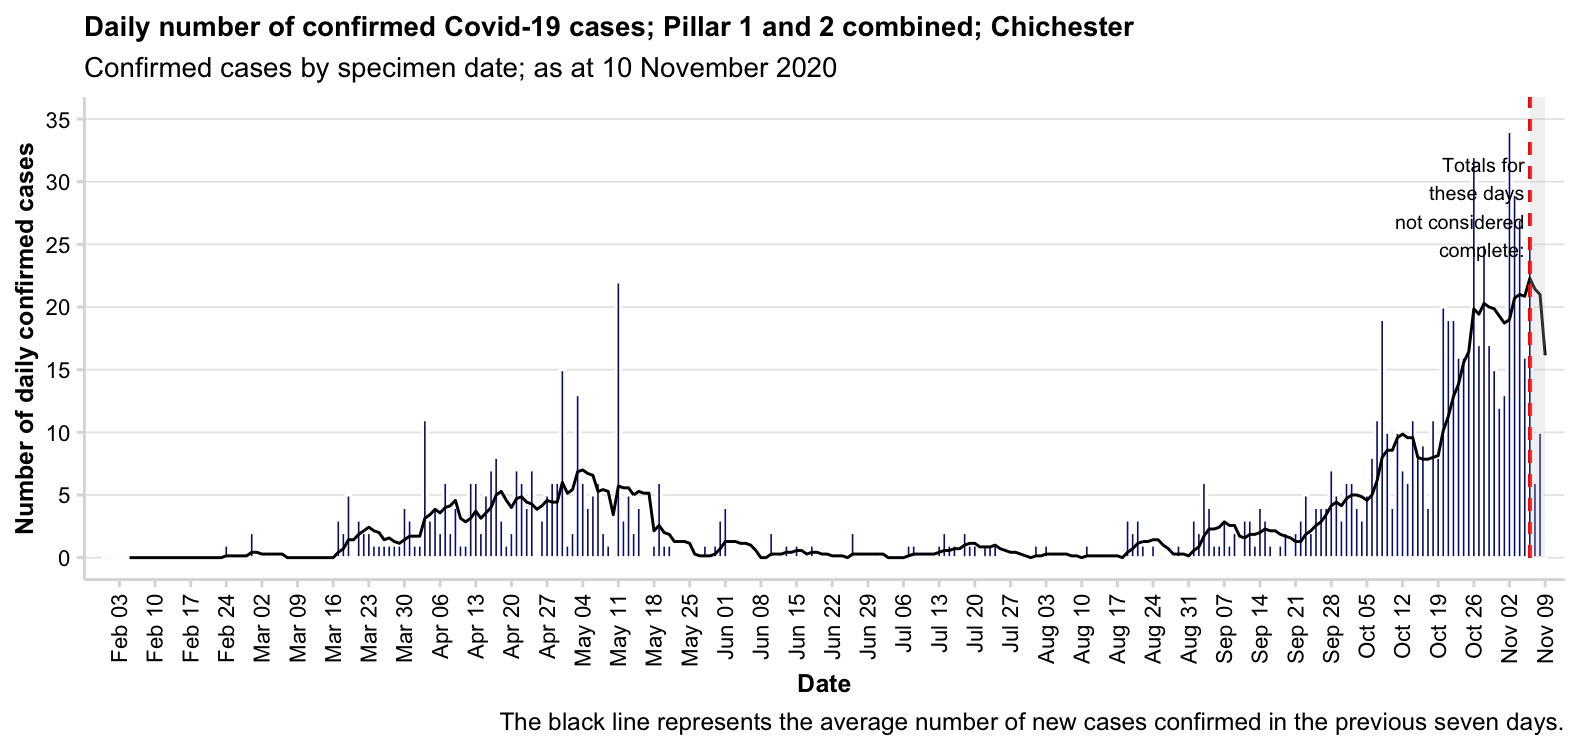 Daily number of confirmed Covid-19 cases; Pillar 1 and 2 combined; Chichester
Confirmed cases by specimen date; as at 10 November 2020
Number of daily confirmed cases
35
30
25
20
15
10
5
0
Totals for
these days
not considered
complete:
Feb 03
Feb 10
Feb 17
Feb 24
Mar 02
Mar 09
Mar 16
Mar 23
Mar 30
Apr 06
Apr 13
Apr 20
Apr 27
May 04
May 11
May 18
May 25
Jun 01
Jun 08
Jun 15
Jun 22
Jun 29
Jul 06
Jul 13
Jul 20
Jul 27
Aug 03
Aug 10
Aug 17
Aug 24
Aug 31
Sep 07
Sep 14
Sep 21
Sep 28
Oct 05
Oct 12
Oct 19
Oct 26
Nov 02
Nov 09
Date
The black line represents the average number of new cases confirmed in the previous seven days.